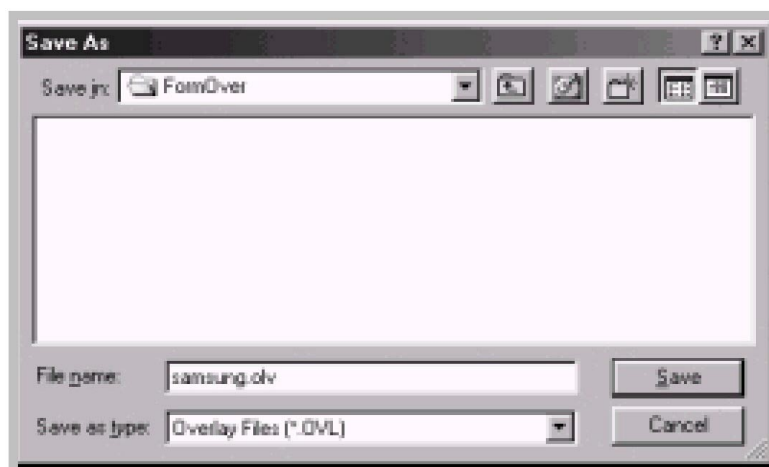 Save As
Save in: FormOver
File name: samsung.olv
Save
Save as type: Overlay Files (*.OVL)
Cancel